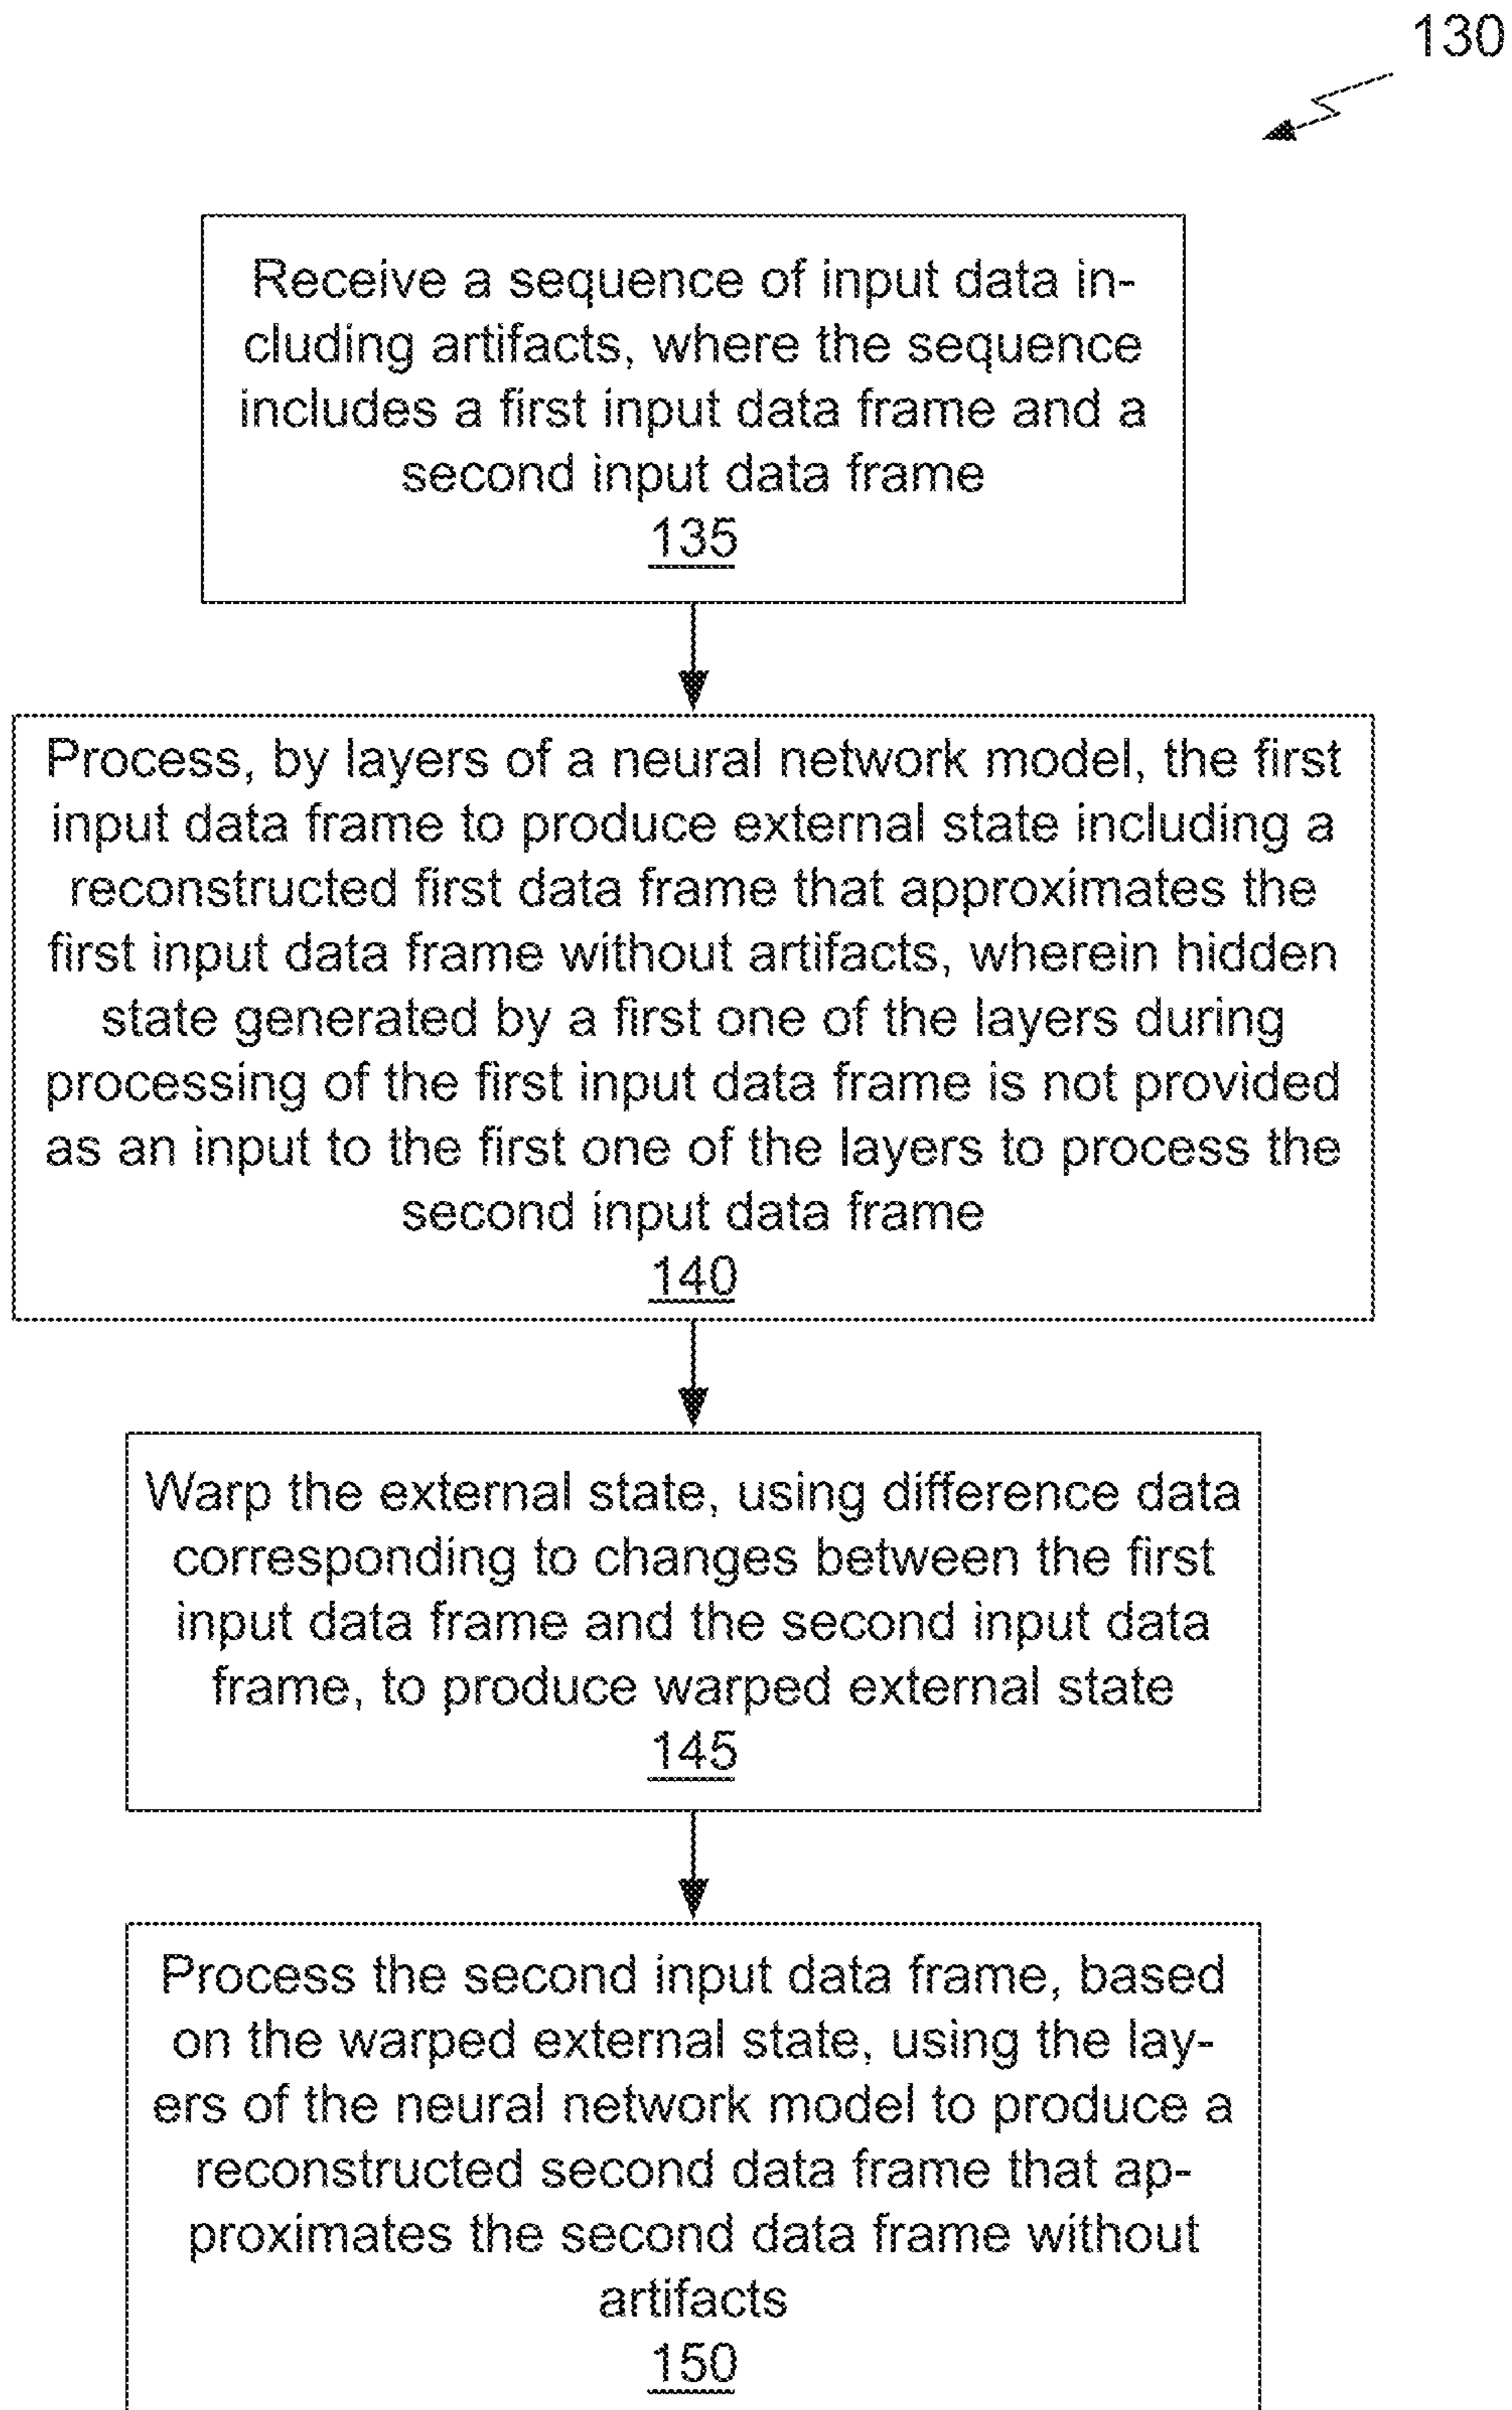 130
Receive a sequence of input data in-
cluding artifacts, where the sequence
includes a first input data frame and a
second input data frame
135
Process, by layers of a neural network model, the first
input data frame to produce external state including a
reconstructed first data frame that approximates the
first input data frame without artifacts, wherein hidden
state generated by a first one of the layers during
processing of the first input data frame is not provided
as an input to the first one of the layers to process the
second input data frame
140
Warp the external state, using difference data
corresponding to changes between the first
input data frame and the second input data
frame, to produce warped external state
145
Process the second input data frame, based
on the warped external state, using the lay-
ers of the neural network model to produce a
reconstructed second data frame that ap-
proximates the second data frame without
artifacts
150